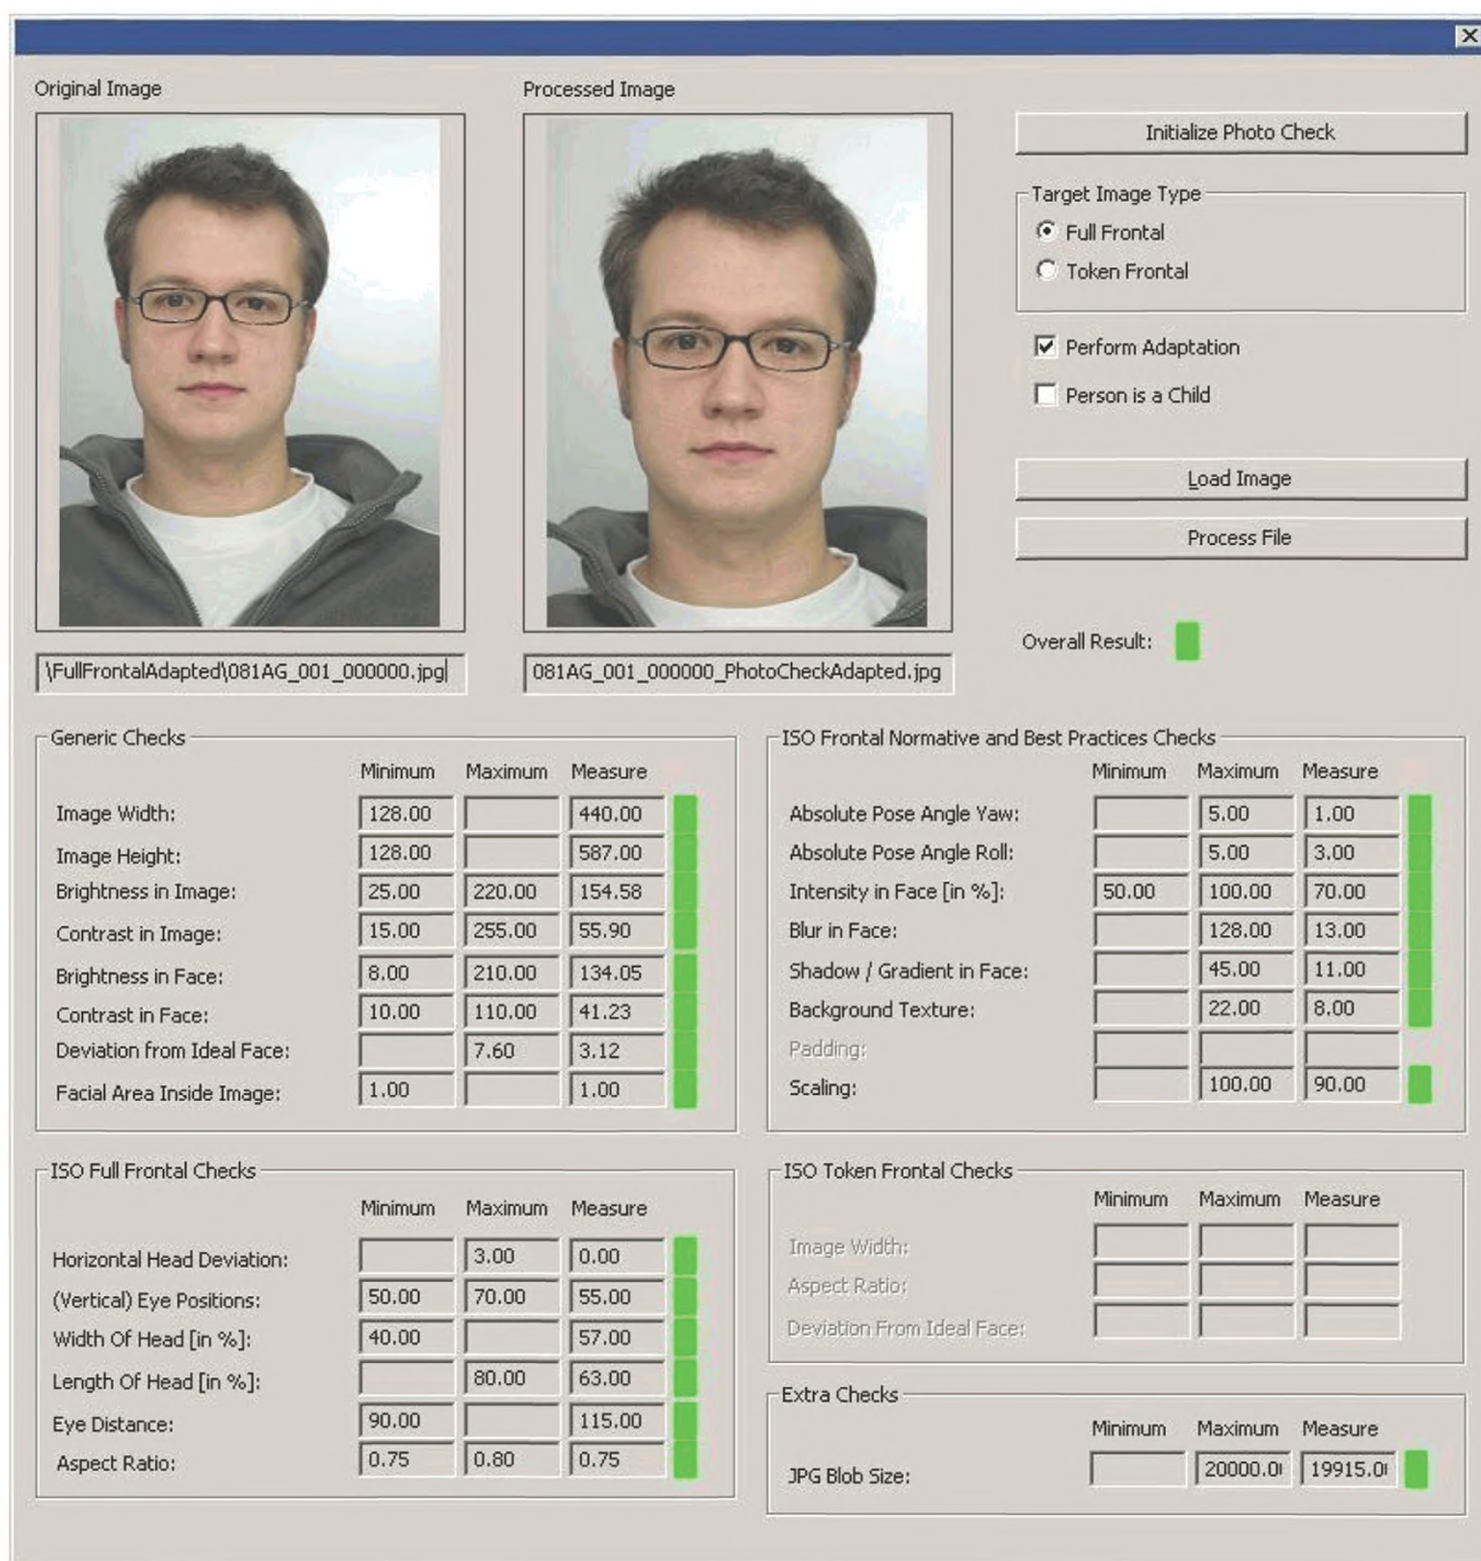 Original Image
Processed Image
Initialize Photo Check
Target Image Type
Full Frontal
Token Frontal
Perform Adaptation
Person is a Child
Load Image
Process File
Overall Result:
\FullFrontalAdapted\081AG_001_000000.jpg
081AG_001_000000_PhotoCheckAdapted.jpg
Generic Checks
Minimum Maximum Measure
Image Width: 128.00 440.00
Image Height: 128.00 587.00
Brightness in Image: 25.00 220.00 154.58
Contrast in Image: 15.00 255.00 55.90
Brightness in Face: 8.00 210.00 134.05
Contrast in Face: 10.00 110.00 41.23
Deviation from Ideal Face: 7.60 3.12
Facial Area Inside Image: 1.00 1.00
ISO Frontal Normative and Best Practices Checks
Minimum Maximum Measure
Absolute Pose Angle Yaw: 5.00 1.00
Absolute Pose Angle Roll: 5.00 3.00
Intensity in Face [in %]: 50.00 100.00 70.00
Blur in Face: 128.00 13.00
Shadow / Gradient in Face: 45.00 11.00
Background Texture: 22.00 8.00
Padding:
Scaling: 100.00 90.00
ISO Full Frontal Checks
Minimum Maximum Measure
Horizontal Head Deviation: 3.00 0.00
(Vertical) Eye Positions: 50.00 70.00 55.00
Width Of Head [in %]: 40.00 57.00
Length Of Head [in %]: 80.00 63.00
Eye Distance: 90.00 115.00
Aspect Ratio: 0.75 0.80 0.75
ISO Token Frontal Checks
Minimum Maximum Measure
Image Width:
Aspect Ratio:
Deviation From Ideal Face:
Extra Checks
Minimum Maximum Measure
JPG Blob Size: 20000.0 19915.0